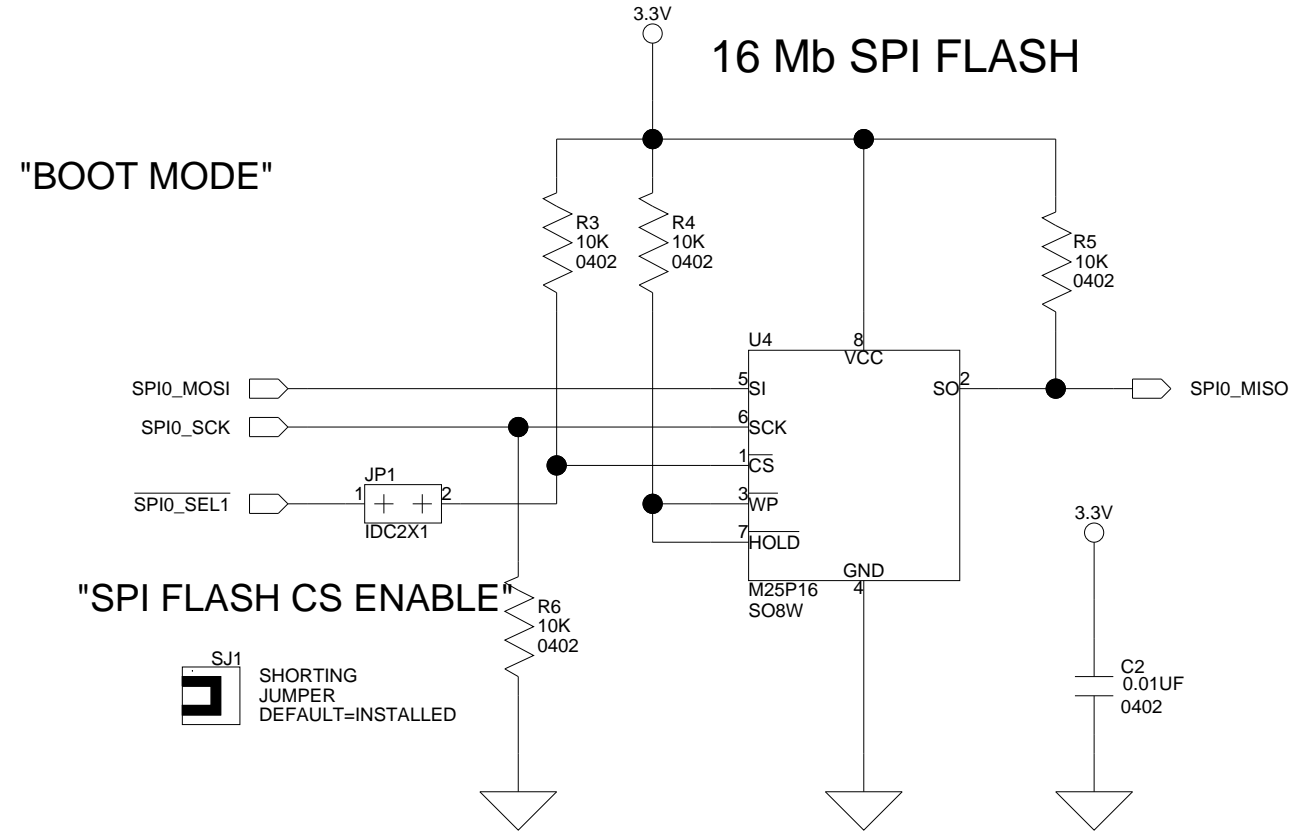 3.3V
16 Mb SPI FLASH
"BOOT MODE"
R3
10K
0402
R4
10K
0402
R5
10K
0402
U4
8
VCC
SPI0_MOSI
5
SI
SO
2
SPI0_MISO
SPI0_SCK
6
SCK
1
CS
JP1
SPI0_SEL1
1
2
IDC2X1
3
WP
7
HOLD
3.3V
GND
4
M25P16
SO8W
"SPI FLASH CS ENABLE"
R6
10K
0402
SJ1
SHORTING
JUMPER
DEFAULT=INSTALLED
C2
0.01UF
0402